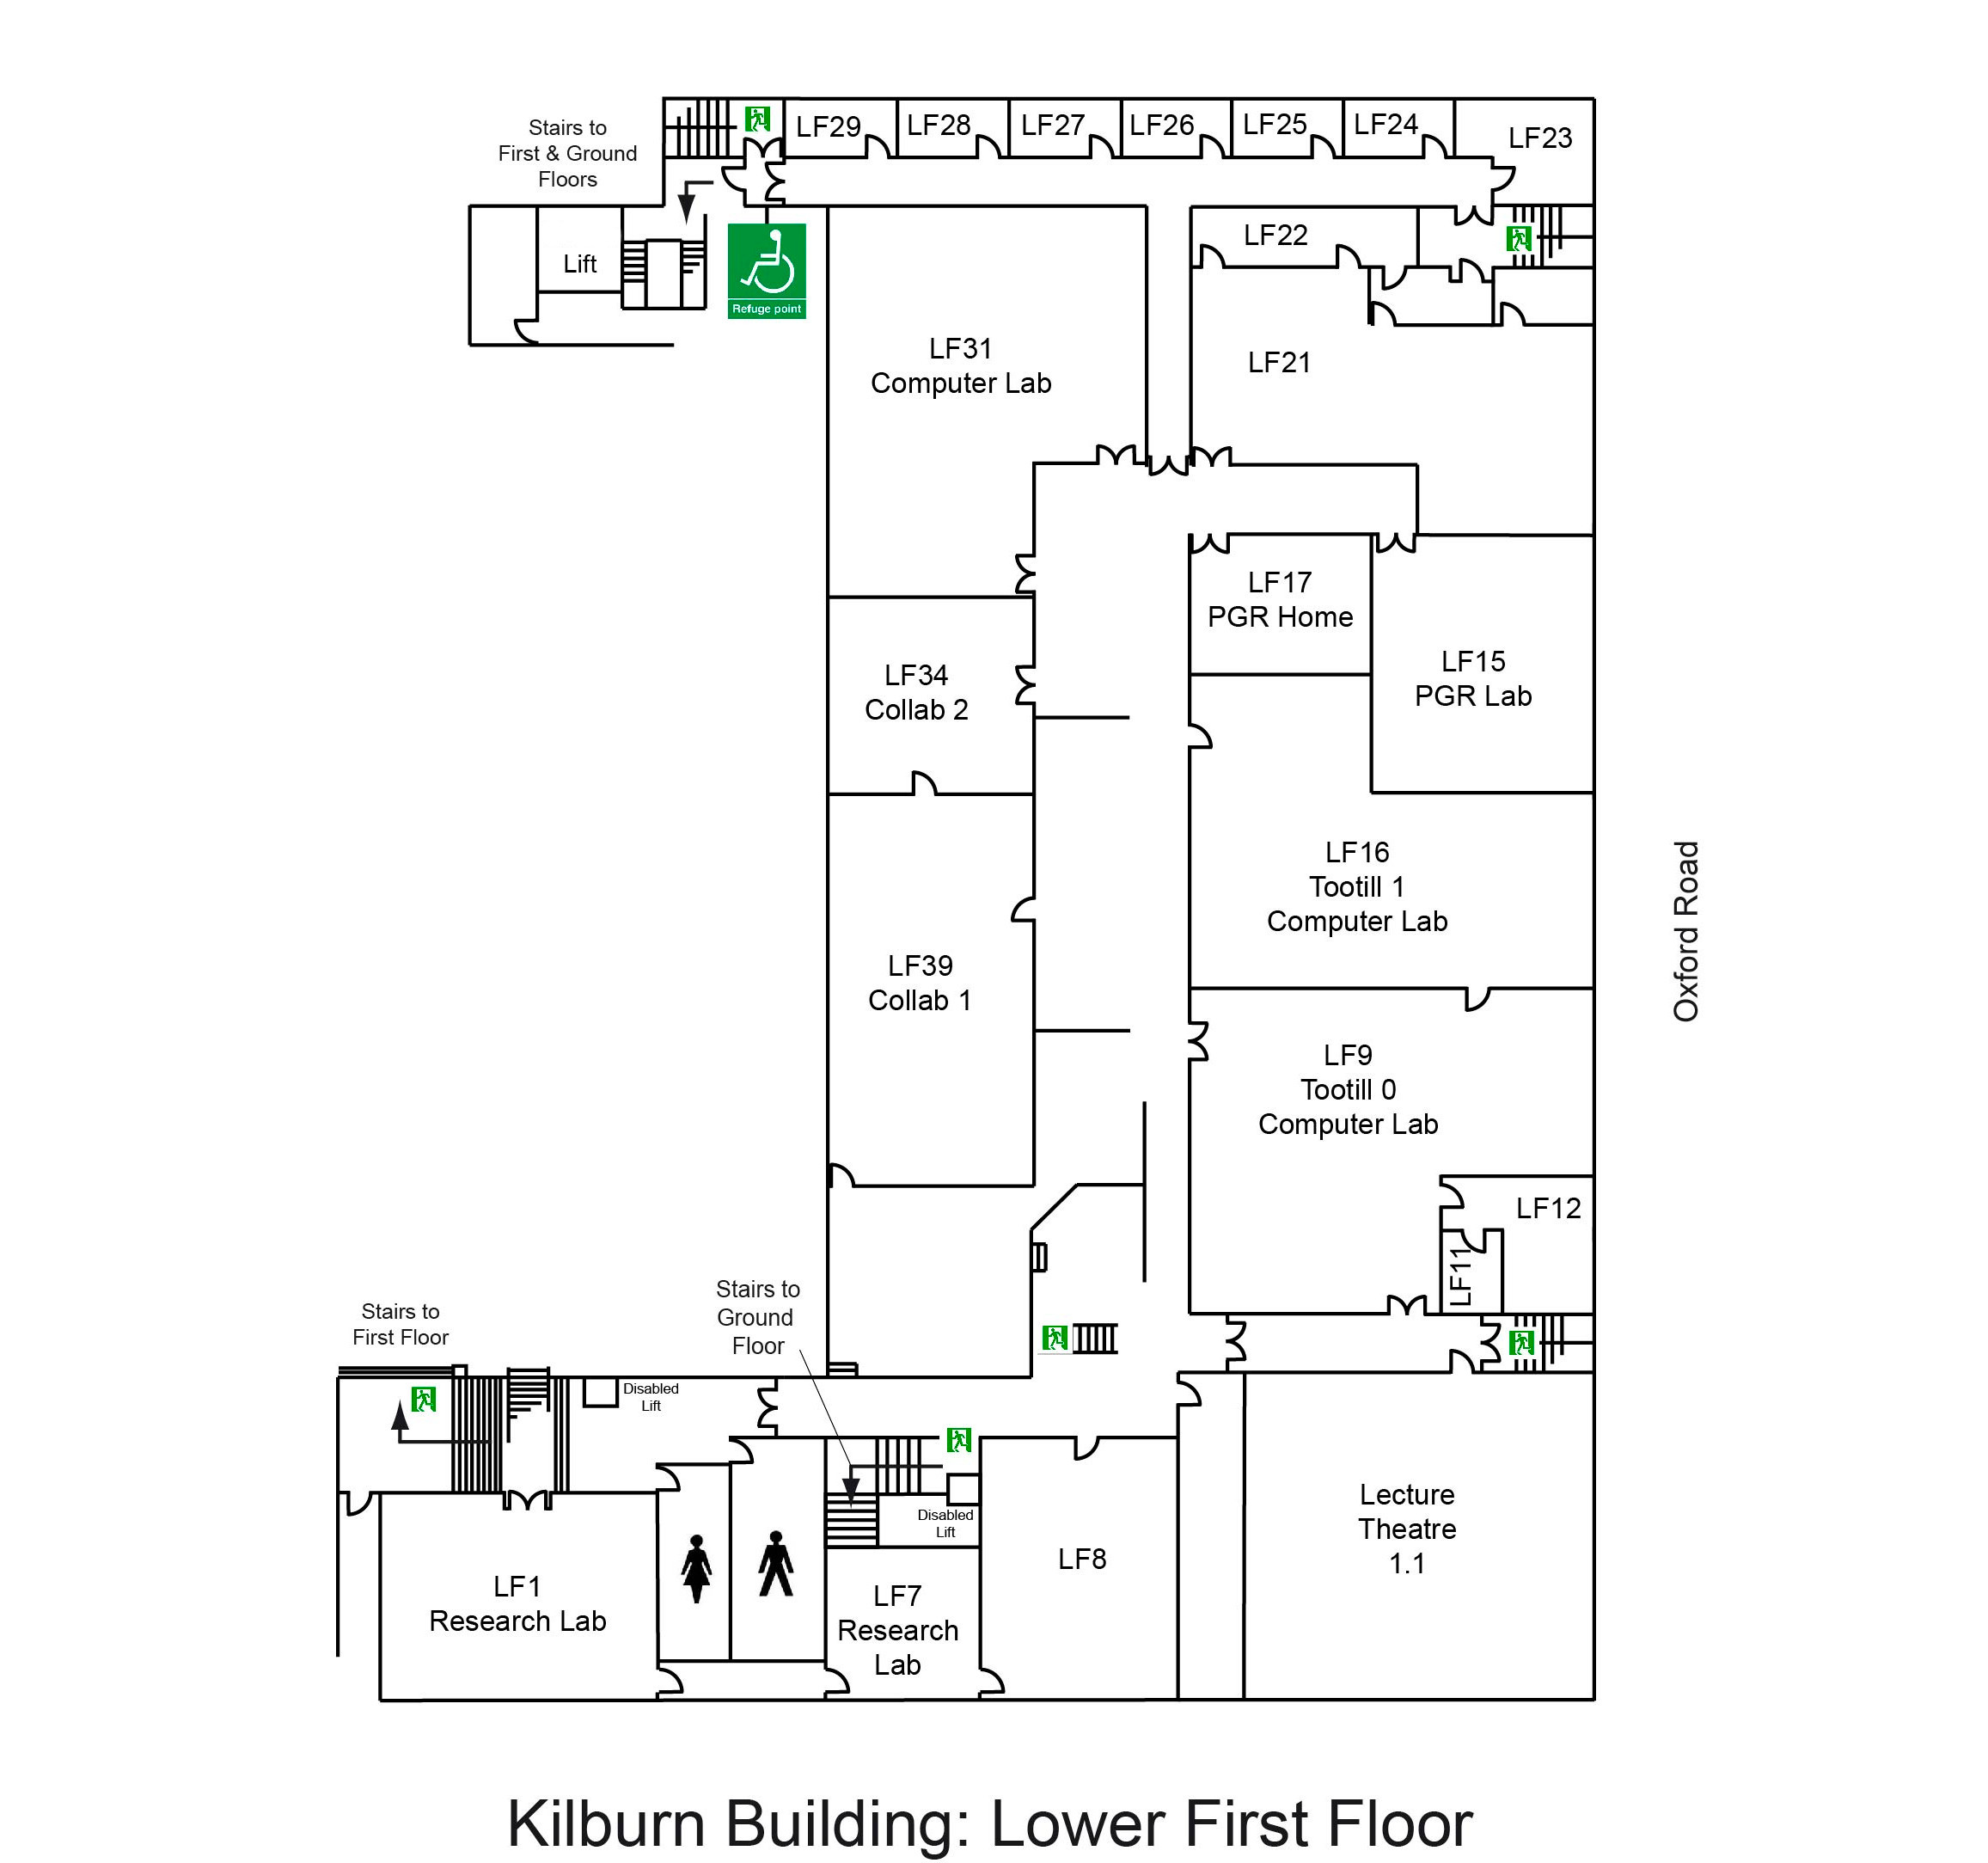 Stairs to
First & Ground
Floors
LF29
LF28
LF27
LF26
LF25
LF24
LF23
Lift
Refuge point
LF22
LF31
Computer Lab
LF21
LF17
PGR Home
LF34
Collab 2
LF15
PGR Lab
LF16
Tootill 1
Computer Lab
Oxford Road
LF39
Collab 1
LF9
Tootill 0
Computer Lab
LF12
LF11
Stairs to
Ground
Floor
Stairs to
First Floor
Disabled
Lift
Disabled
Lift
Lecture
Theatre
1.1
LF8
LF1
Research Lab
LF7
Research
Lab
Kilburn Building: Lower First Floor